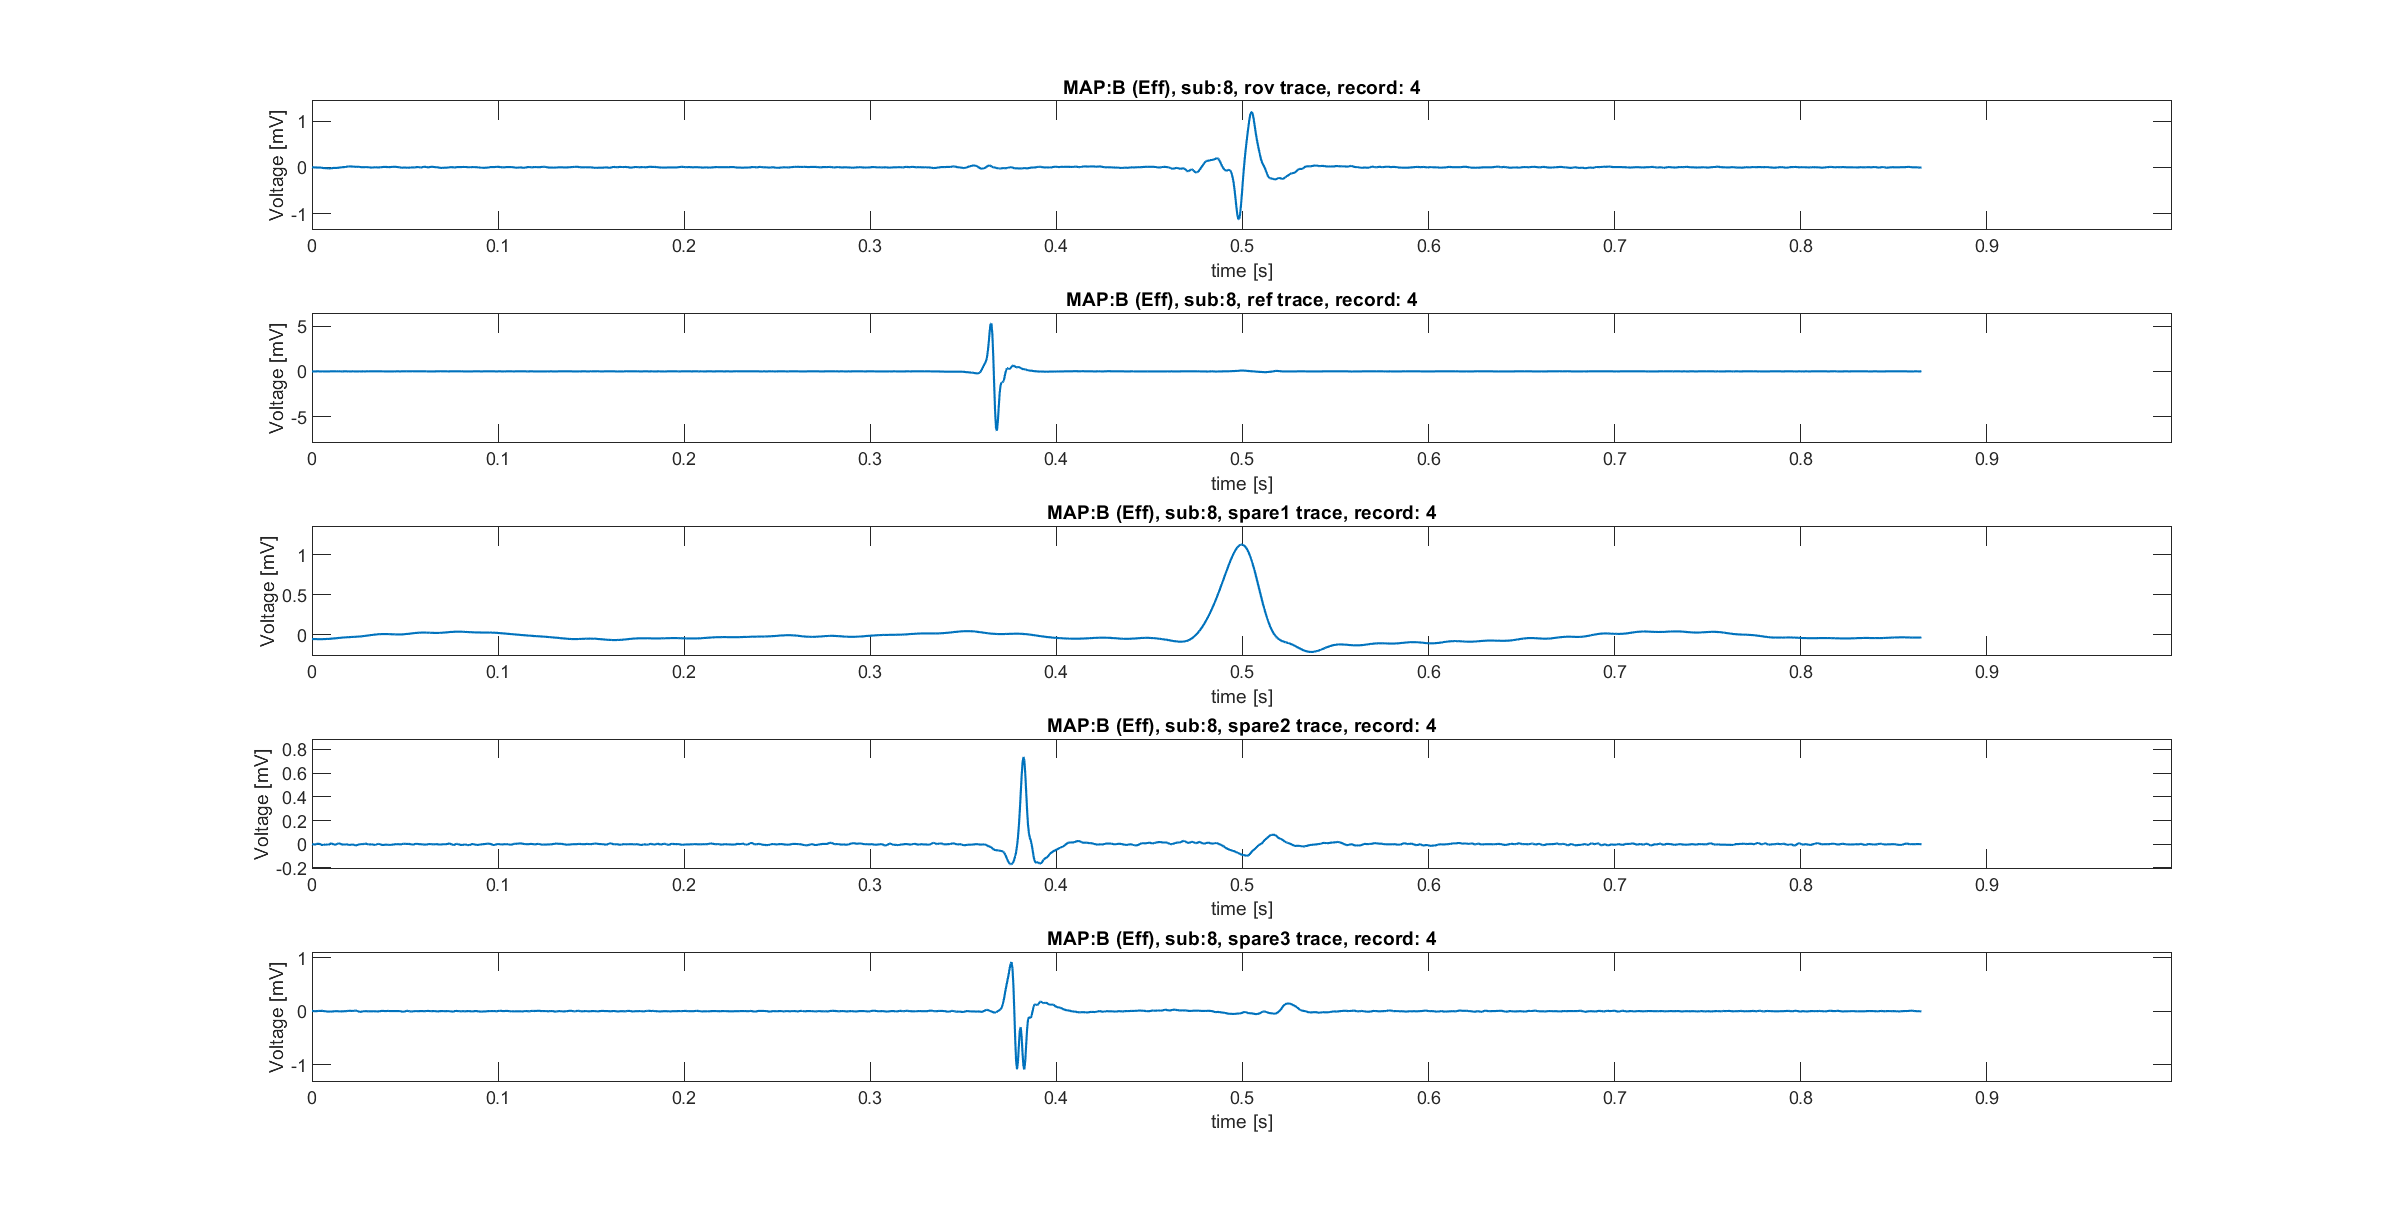 MAP:B (Eff), sub:8, rov trace, record: 4
Voltage [mV]
1
0
-1
0 0.1 0.2 0.3 0.4 0.5 0.6 0.7 0.8 0.9
time [s]
MAP:B (Eff), sub:8, ref trace, record: 4
Voltage [mV]
5
0
-5
0 0.1 0.2 0.3 0.4 0.5 0.6 0.7 0.8 0.9
time [s]
MAP:B (Eff), sub:8, spare1 trace, record: 4
Voltage [mV]
1
0.5
0
0 0.1 0.2 0.3 0.4 0.5 0.6 0.7 0.8 0.9
time [s]
MAP:B (Eff), sub:8, spare2 trace, record: 4
Voltage [mV]
0.8
0.6
0.4
0.2
0
-0.2
0 0.1 0.2 0.3 0.4 0.5 0.6 0.7 0.8 0.9
time [s]
MAP:B (Eff), sub:8, spare3 trace, record: 4
Voltage [mV]
1
0
-1
0 0.1 0.2 0.3 0.4 0.5 0.6 0.7 0.8 0.9
time [s]